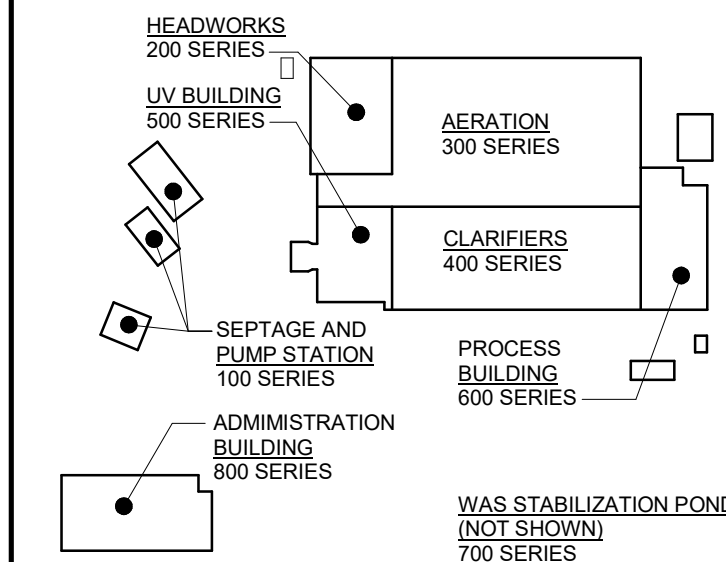 HEADWORKS
200 SERIES
UV BUILDING
500 SERIES
AERATION
300 SERIES
CLARIFIERS
400 SERIES
SEPTAGE AND
PUMP STATION
100 SERIES
PROCESS
BUILDING
600 SERIES
ADMIMISTRATION
BUILDING
800 SERIES
WAS STABILIZATION POND
(NOT SHOWN)
700 SERIES